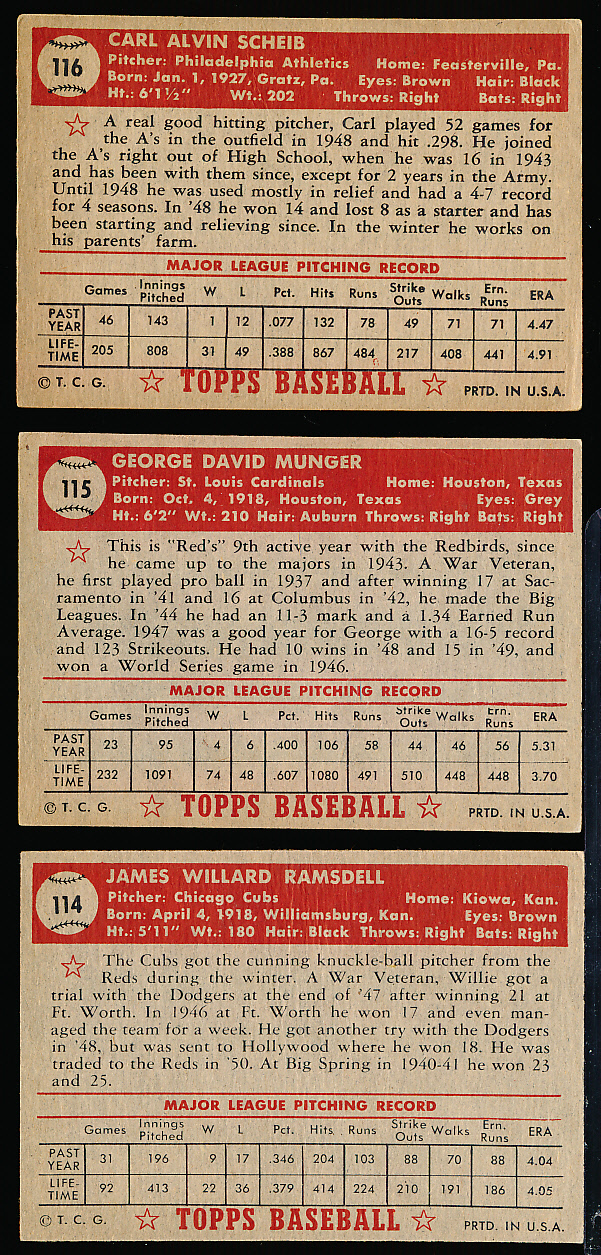 116
CARL ALVIN SCHEIB
Pitcher: Philadelphia Athletics Home: Feasterville, Pa.
Born: Jan. 1, 1927, Gratz, Pa. Eyes: Brown Hair: Black
Ht.: 6'1½" Wt.: 202 Throws: Right Bats: Right
A real good hitting pitcher, Carl played 52 games for
the A's in the outfield in 1948 and hit .298. He joined
the A's right out of High School, when he was 16 in 1943
and has been with them since, except for 2 years in the Army.
Until 1948 he was used mostly in relief and had a 4-7 record
for 4 seasons. In '48 he won 14 and lost 8 as a starter and has
been starting and relieving since. In the winter he works on
his parents' farm.
MAJOR LEAGUE PITCHING RECORD
Games Innings Pitched W L Pct. Hits Runs Strike Outs Walks Ern. Runs ERA
PAST YEAR 46 143 1 12 .077 132 78 49 71 71 4.47
LIFE-TIME 205 808 31 49 .388 867 484 217 408 441 4.91
© T. C. G. TOPPS BASEBALL PRTD. IN U.S.A.
115
GEORGE DAVID MUNGER
Pitcher: St. Louis Cardinals Home: Houston, Texas
Born: Oct. 4, 1918, Houston, Texas Eyes: Grey
Ht.: 6'2" Wt.: 210 Hair: Auburn Throws: Right Bats: Right
This is "Red's" 9th active year with the Redbirds, since
he came up to the majors in 1943. A War Veteran,
he first played pro ball in 1937 and after winning 17 at Sac-
ramento in '41 and 16 at Columbus in '42, he made the Big
Leagues. In '44 he had an 11-3 mark and a 1.34 Earned Run
Average. 1947 was a good year for George with a 16-5 record
and 123 Strikeouts. He had 10 wins in '48 and 15 in '49, and
won a World Series game in 1946.
MAJOR LEAGUE PITCHING RECORD
Games Innings Pitched W L Pct. Hits Runs Strike Outs Walks Ern. Runs ERA
PAST YEAR 23 95 4 6 .400 106 58 44 46 56 5.31
LIFE-TIME 232 1091 74 48 .607 1080 491 510 448 448 3.70
© T. C. G. TOPPS BASEBALL PRTD. IN U.S.A.
114
JAMES WILLARD RAMSDELL
Pitcher: Chicago Cubs Home: Kiowa, Kan.
Born: April 4, 1918, Williamsburg, Kan. Eyes: Brown
Ht.: 5'11" Wt.: 180 Hair: Black Throws: Right Bats: Right
The Cubs got the cunning knuckle-ball pitcher from the
Reds during the winter. A War Veteran, Willie got a
trial with the Dodgers at the end of '47 after winning 21 at
Ft. Worth. In 1946 at Ft. Worth he won 17 and even man-
aged the team for a week. He got another try with the Dodgers
in '48, but was sent to Hollywood where he won 18. He was
traded to the Reds in '50. At Big Spring in 1940-41 he won 23
and 25.
MAJOR LEAGUE PITCHING RECORD
Games Innings Pitched W L Pct. Hits Runs Strike Outs Walks Ern. Runs ERA
PAST YEAR 31 196 9 17 .346 204 103 88 70 88 4.04
LIFE-TIME 92 413 22 36 .379 414 224 210 191 186 4.05
© T. C. G. TOPPS BASEBALL PRTD. IN U.S.A.